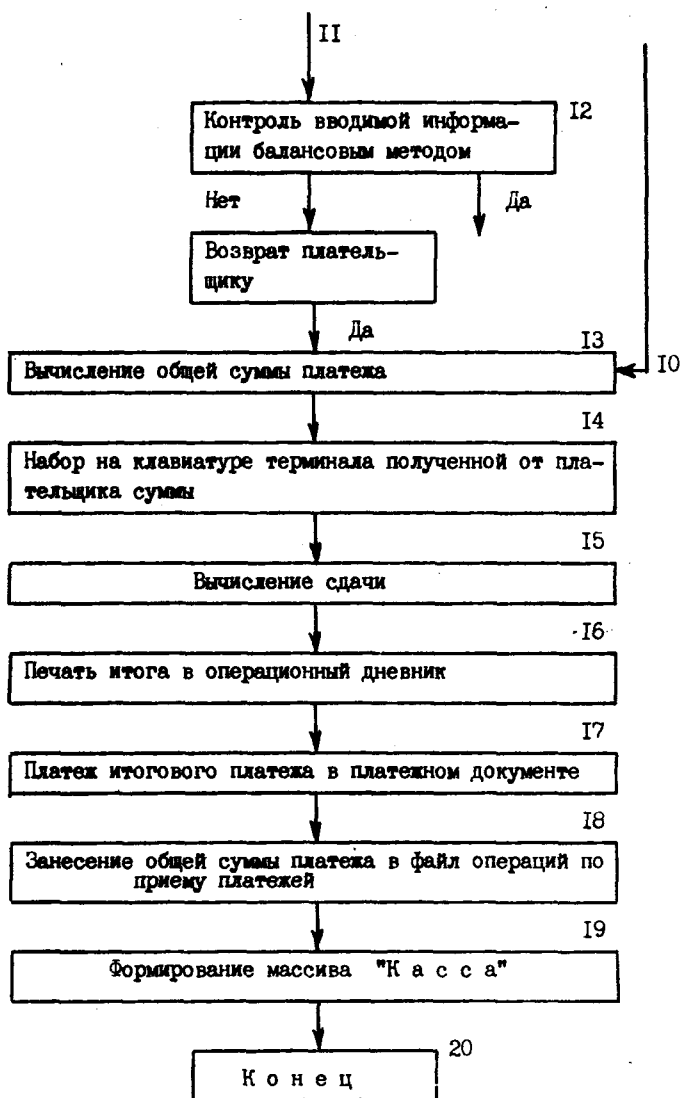 II
I2
Контроль вводимой информа-
ции балансовым методом
Нет
Да
Возврат платель-
щику
Да
I3
Вычисление общей суммы платежа
I0
I4
Набор на клавиатуре терминала полученной от пла-
тельщика суммы
I5
Вычисление сдачи
I6
Печать итога в операционный дневник
I7
Платеж итогового платежа в платежном документе
I8
Занесение общей суммы платежа в файл операций по
приему платежей
I9
Формирование массива "К а с с а"
20
К о н е ц